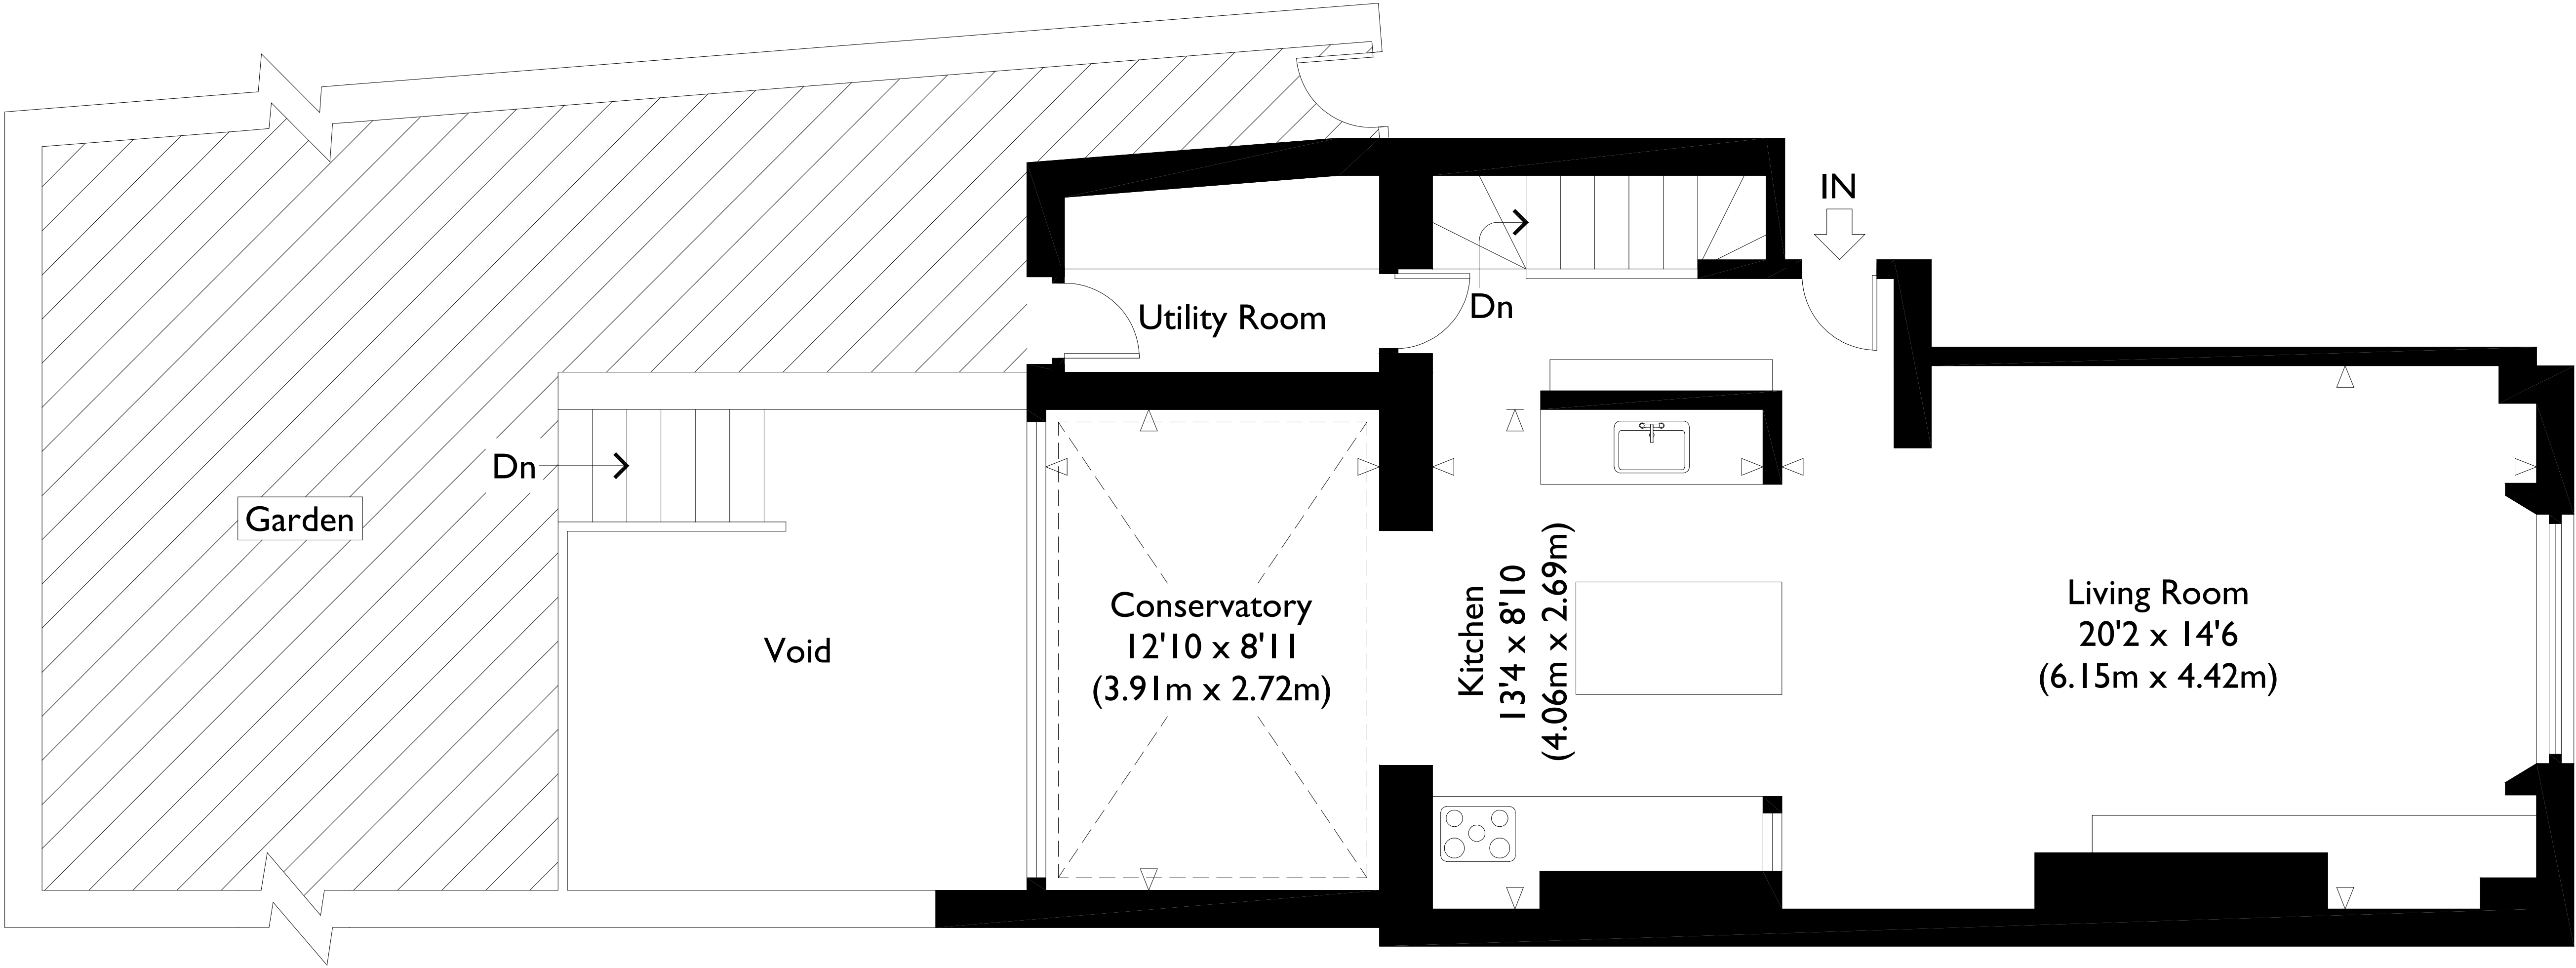 IN
Dn
Utility Room
Dn
Garden
Void
Conservatory
12'10 x 8'11
(3.91m x 2.72m)
Kitchen
13'4 x 8'10
(4.06m x 2.69m)
Living Room
20'2 x 14'6
(6.15m x 4.42m)